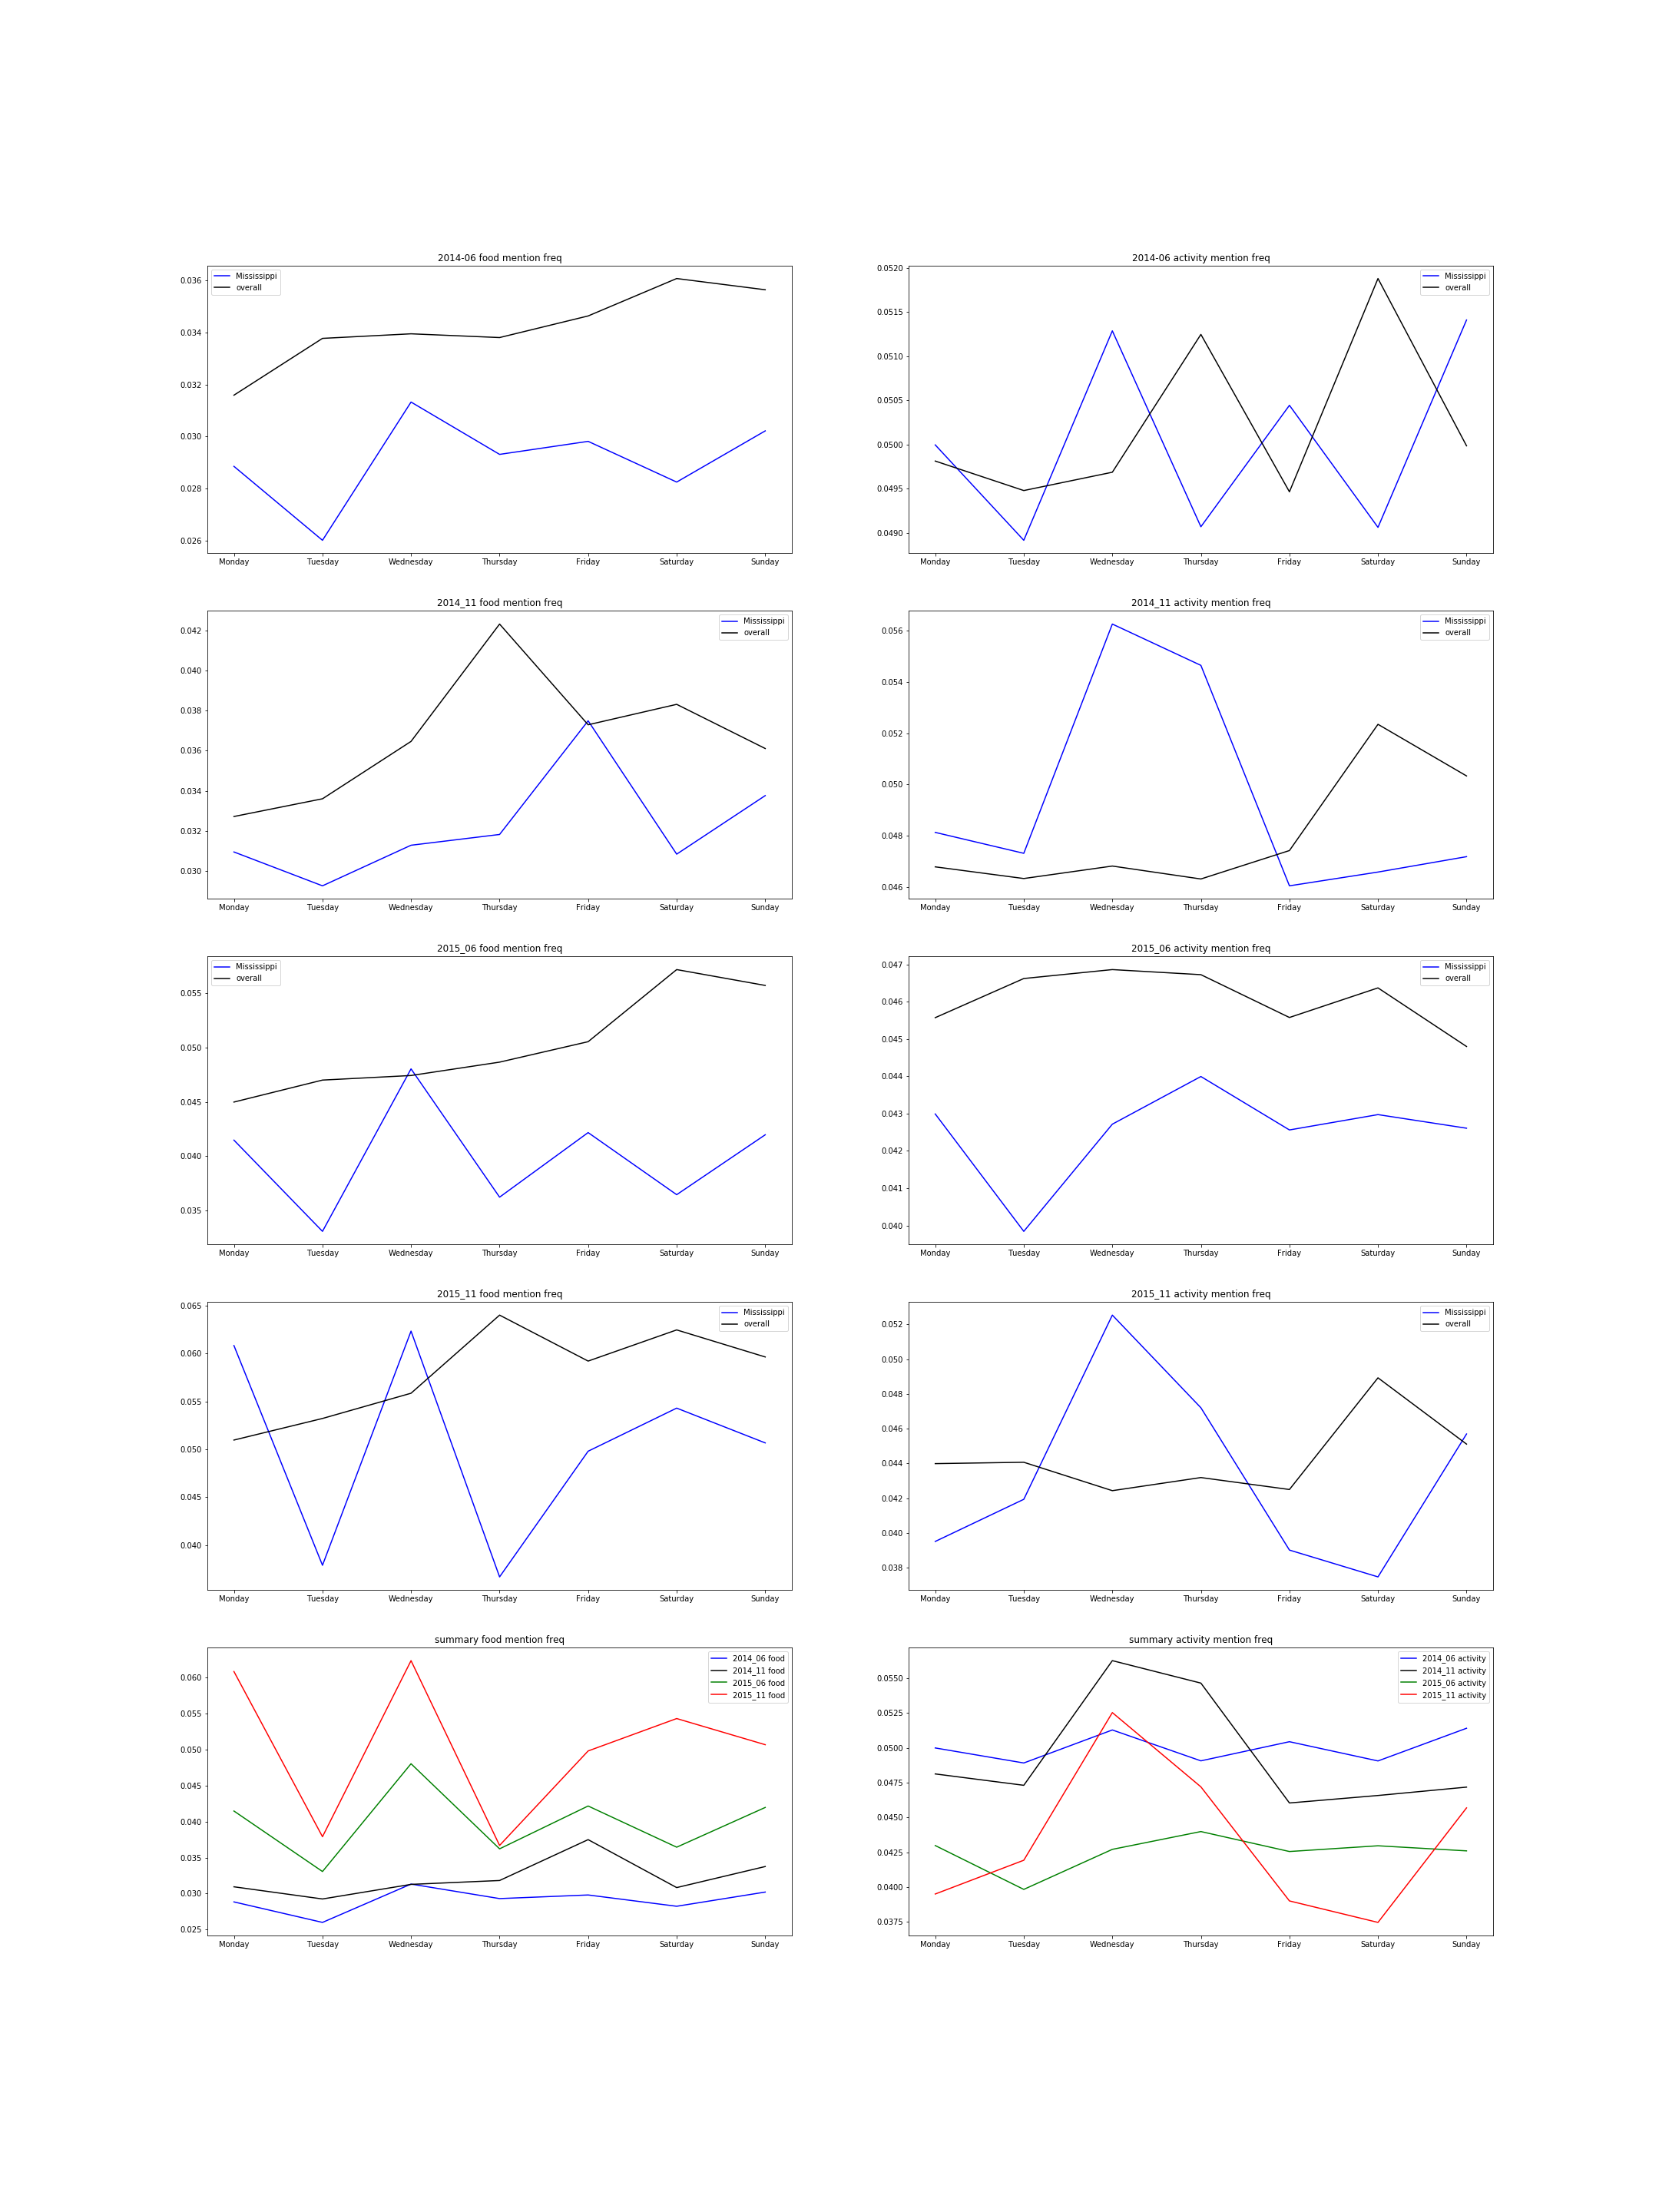 2014-06 food mention freq
Mississippi
overall
0.036
0.034
0.032
0.030
0.028
0.026
Monday Tuesday Wednesday Thursday Friday Saturday Sunday
2014-06 activity mention freq
Mississippi
overall
0.0520
0.0515
0.0510
0.0505
0.0500
0.0495
0.0490
Monday Tuesday Wednesday Thursday Friday Saturday Sunday
2014_11 food mention freq
Mississippi
overall
0.042
0.040
0.038
0.036
0.034
0.032
0.030
Monday Tuesday Wednesday Thursday Friday Saturday Sunday
2014_11 activity mention freq
Mississippi
overall
0.056
0.054
0.052
0.050
0.048
0.046
Monday Tuesday Wednesday Thursday Friday Saturday Sunday
2015_06 food mention freq
Mississippi
overall
0.055
0.050
0.045
0.040
0.035
Monday Tuesday Wednesday Thursday Friday Saturday Sunday
2015_06 activity mention freq
Mississippi
overall
0.047
0.046
0.045
0.044
0.043
0.042
0.041
0.040
Monday Tuesday Wednesday Thursday Friday Saturday Sunday
2015_11 food mention freq
Mississippi
overall
0.065
0.060
0.055
0.050
0.045
0.040
Monday Tuesday Wednesday Thursday Friday Saturday Sunday
2015_11 activity mention freq
Mississippi
overall
0.052
0.050
0.048
0.046
0.044
0.042
0.040
0.038
Monday Tuesday Wednesday Thursday Friday Saturday Sunday
summary food mention freq
2014_06 food
2014_11 food
2015_06 food
2015_11 food
0.060
0.055
0.050
0.045
0.040
0.035
0.030
0.025
Monday Tuesday Wednesday Thursday Friday Saturday Sunday
summary activity mention freq
2014_06 activity
2014_11 activity
2015_06 activity
2015_11 activity
0.0550
0.0525
0.0500
0.0475
0.0450
0.0425
0.0400
0.0375
Monday Tuesday Wednesday Thursday Friday Saturday Sunday